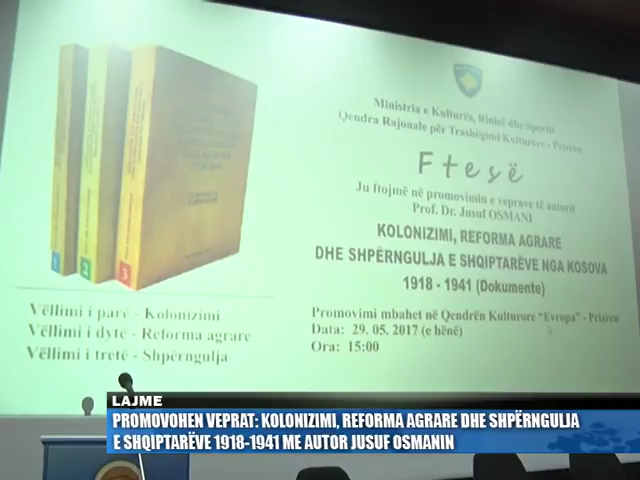 Ministria e Kulturës, Rinisë dhe Sportit
Qendra Rajonale për Trashëgimi Kulturore - Prizren
Ftesë
Ju ftojmë në promovimin e veprave të autorit
Prof. Dr. Jusuf OSMANI
KOLONIZIMI, REFORMA AGRARE
DHE SHPËRNGULJA E SHQIPTARËVE NGA KOSOVA
1918 - 1941 (Dokumente)
Promovimi mbahet në Qendrën Kulturore “Evropa” - Prizren
Data: 29. 05. 2017 (e hënë)
Ora: 15:00
1
2
3
Vëllimi i parë - Kolonizimi
Vëllimi i dytë - Reforma agrare
Vëllimi i tretë - Shpërngulja
LAJME
PROMOVOHEN VEPRAT: KOLONIZIMI, REFORMA AGRARE DHE SHPËRNGULJA
E SHQIPTARËVE 1918-1941 ME AUTOR JUSUF OSMANIN